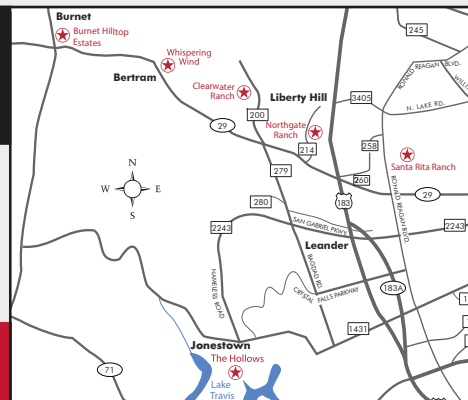 Burnet
Burnet Hilltop
Estates
245
Whispering
Wind
RONALD REAGAN BLVD.
Bertram
Clearwater
Ranch
Liberty Hill
3405
N. LAKE RD.
200
29
Northgate
Ranch
214
258
Santa Rita Ranch
279
260
N
W
E
S
280
183
29
RONALD REAGAN BLVD.
2243
SAN GABRIEL PKWY.
2243
Leander
BAGDAD RD.
NAMELESS ROAD
CRYSTAL FALLS PARKWAY
183A
1431
Jonestown
The Hollows
71
Lake
Travis